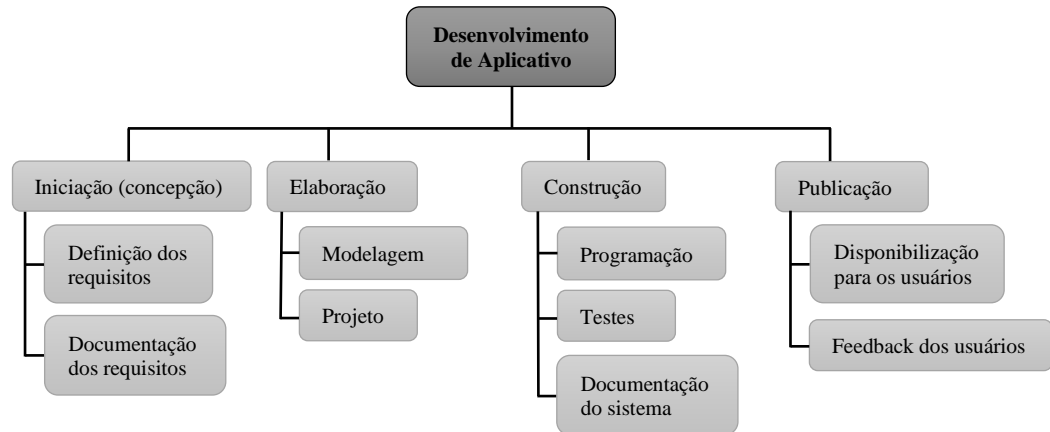 Desenvolvimento
de Aplicativo
Iniciação (concepção)
Definição dos
requisitos
Documentação
dos requisitos
Elaboração
Modelagem
Projeto
Construção
Programação
Testes
Documentação
do sistema
Publicação
Disponibilização
para os usuários
Feedback dos usuários